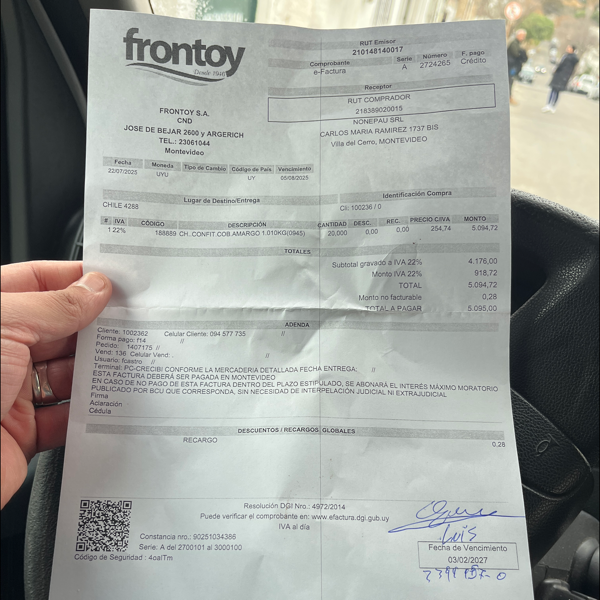 frontoy
Desde 1940
RUT Emisor
210148140017
Comprobante Serie Número F. pago
e-Factura A 2724265 Crédito
Receptor
RUT COMPRADOR
218389020015
NONEPAU SRL
CARLOS MARIA RAMIREZ 1737 BIS
Villa del Cerro, MONTEVIDEO
FRONTOY S.A.
CND
JOSE DE BEJAR 2600 y ARGERICH
TEL.: 23061044
Montevideo
Fecha Moneda Tipo de Cambio Código de País Vencimiento
22/07/2025 UYU UY 05/08/2025
Lugar de Destino/Entrega
CHILE 4288
Identificación Compra
Cli: 100236 / 0
# IVA CÓDIGO DESCRIPCIÓN CANTIDAD DESC. REC. PRECIO C/IVA MONTO
1 22% 188889 CH..CONFIT.COB.AMARGO 1.010KG(0945) 20,000 0,00 0,00 254,74 5.094,72
TOTALES
Subtotal gravado a IVA 22% 4.176,00
Monto IVA 22% 918,72
TOTAL 5.094,72
Monto no facturable 0,28
TOTAL A PAGAR 5.095,00
ADENDA
Cliente: 1002362 Celular Cliente: 094 577 735 //
Forma pago: f14 //
Pedido: 1407175 //
Vend: 136 Celular Vend: //
Usuario: fcastro //
Terminal: PC-CRECIBI CONFORME LA MERCADERIA DETALLADA FECHA ENTREGA: //
ESTA FACTURA DEBERÁ SER PAGADA EN MONTEVIDEO
EN CASO DE NO PAGO DE ESTA FACTURA DENTRO DEL PLAZO ESTIPULADO, SE ABONARÁ EL INTERÉS MÁXIMO MORATORIO
PUBLICADO POR BCU QUE CORRESPONDA, SIN NECESIDAD DE INTERPELACIÓN JUDICIAL NI EXTRAJUDICIAL
Firma
Aclaración
Cédula
DESCUENTOS / RECARGOS GLOBALES
RECARGO 0,28
Resolución DGI Nro.: 4972/2014
Puede verificar el comprobante en: www.efactura.dgi.gub.uy
IVA al día
Constancia nro.: 90251034386
Serie: A del 2700101 al 3000100
Código de Seguridad : 4oaITm
Luis
Fecha de Vencimiento
03/02/2027